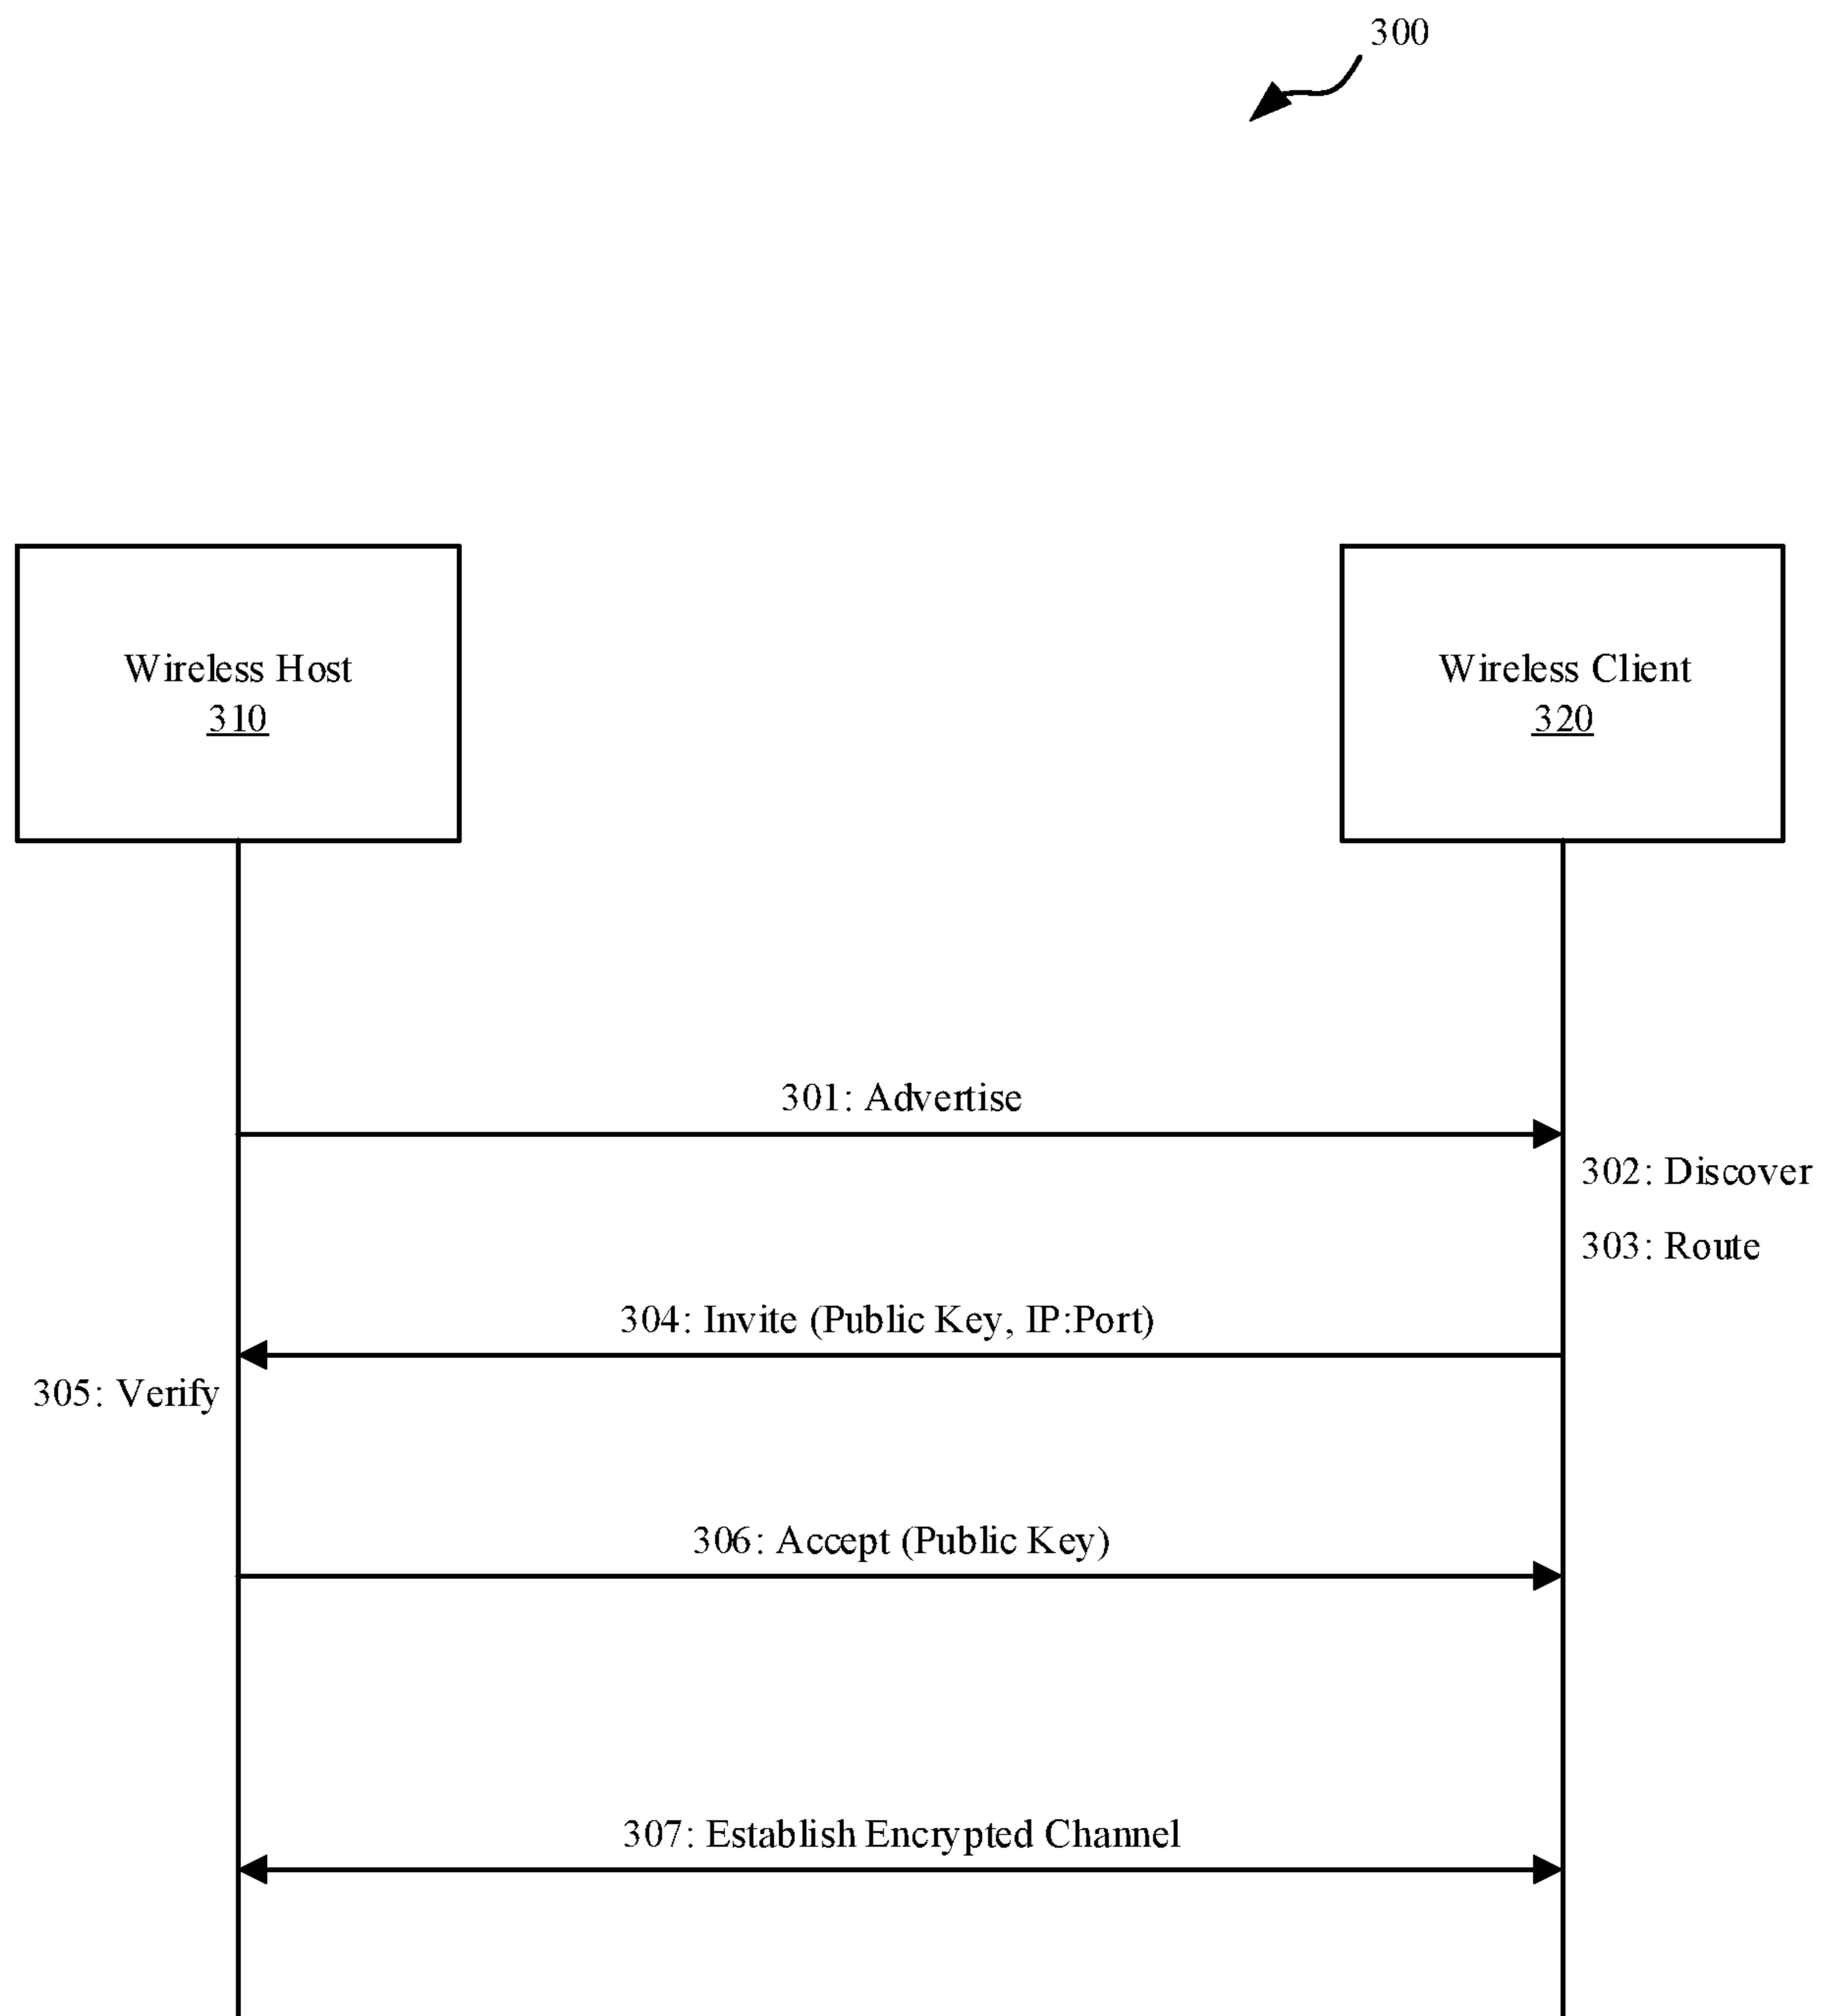 300
Wireless Host
310
Wireless Client
320
301: Advertise
302: Discover
303: Route
304: Invite (Public Key, IP:Port)
305: Verify
306: Accept (Public Key)
307: Establish Encrypted Channel